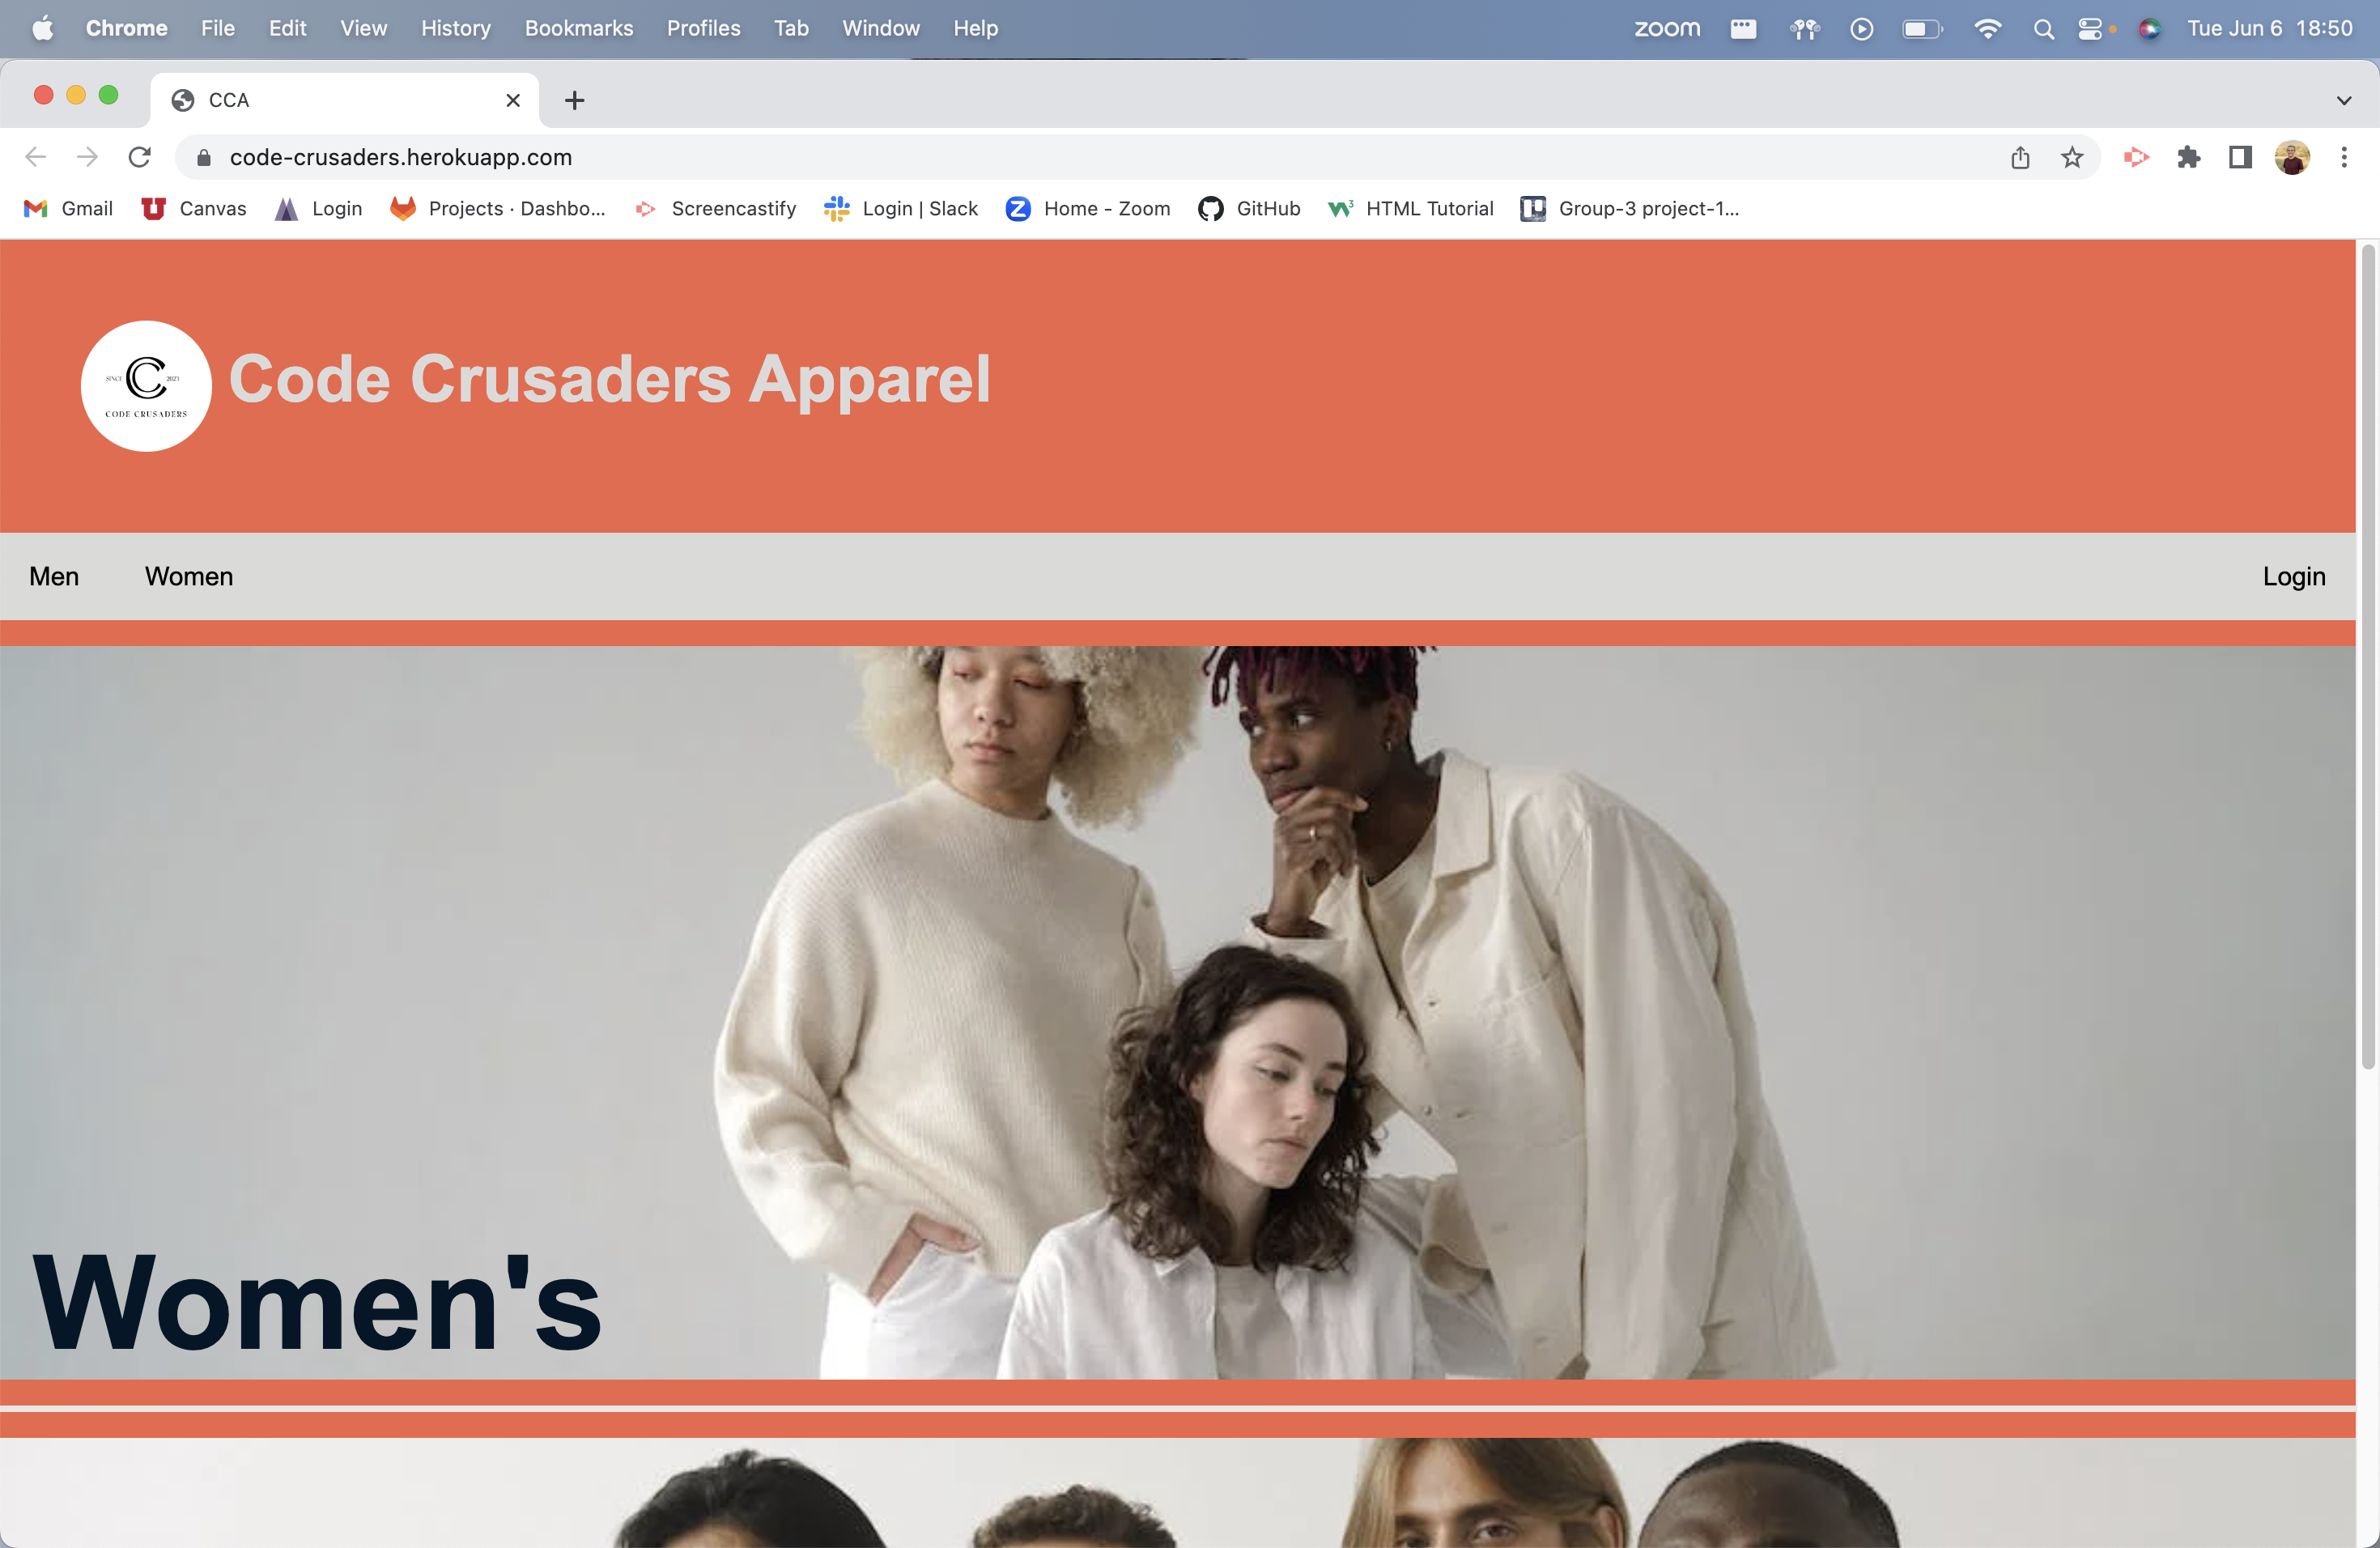 Chrome File Edit View History Bookmarks Profiles Tab Window Help zoom Tue Jun 6 18:50
CCA
code-crusaders.herokuapp.com
Gmail Canvas Login Projects · Dashbo... Screencastify Login | Slack Home - Zoom GitHub HTML Tutorial Group-3 project-1...
SINCE C 2023
CODE CRUSADERS
Code Crusaders Apparel
Men Women Login
Women's